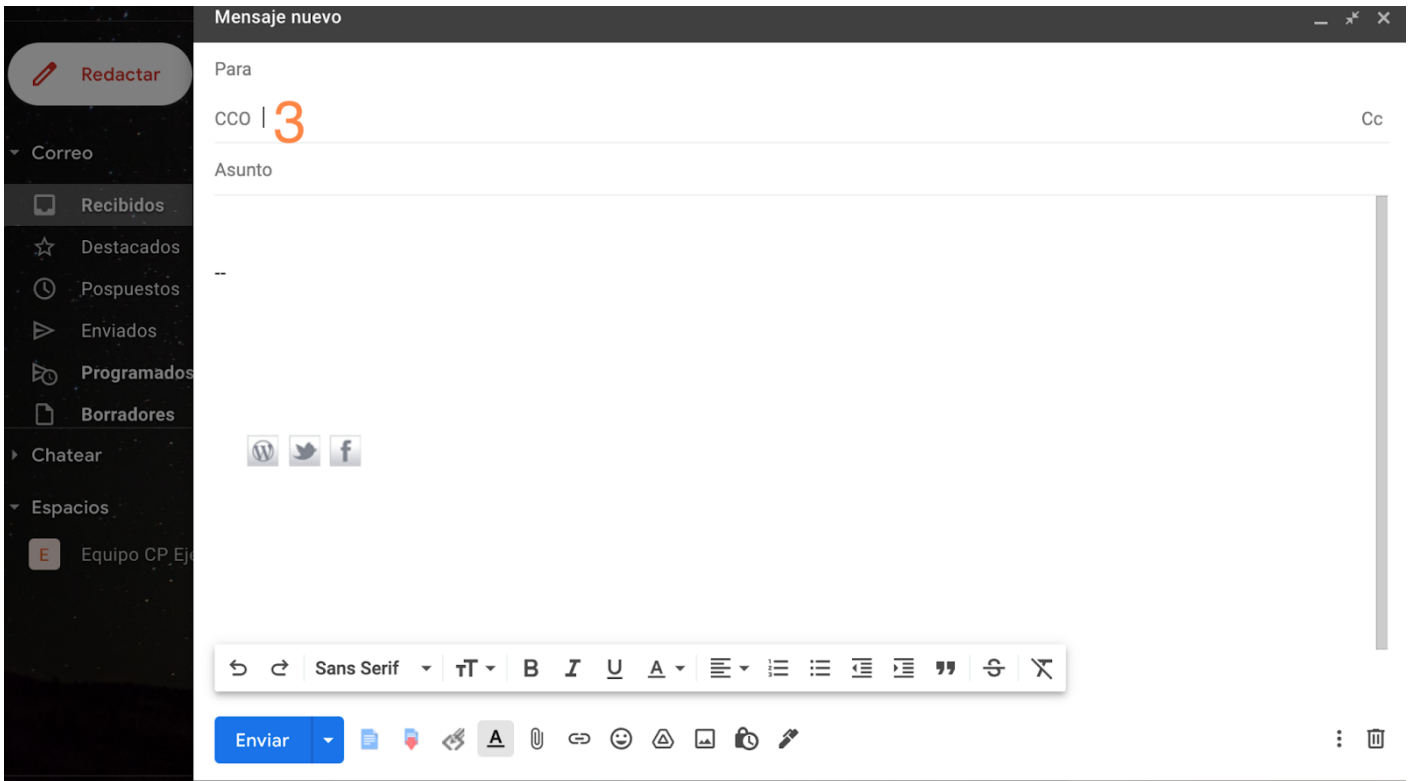 Mensaje nuevo
Redactar
Para
CCO 3 Cc
Correo
Asunto
Recibidos
Destacados
--
Pospuestos
Enviados
Programados
Borradores
Chatear
Espacios
E Equipo CP Eje
Sans Serif
Enviar